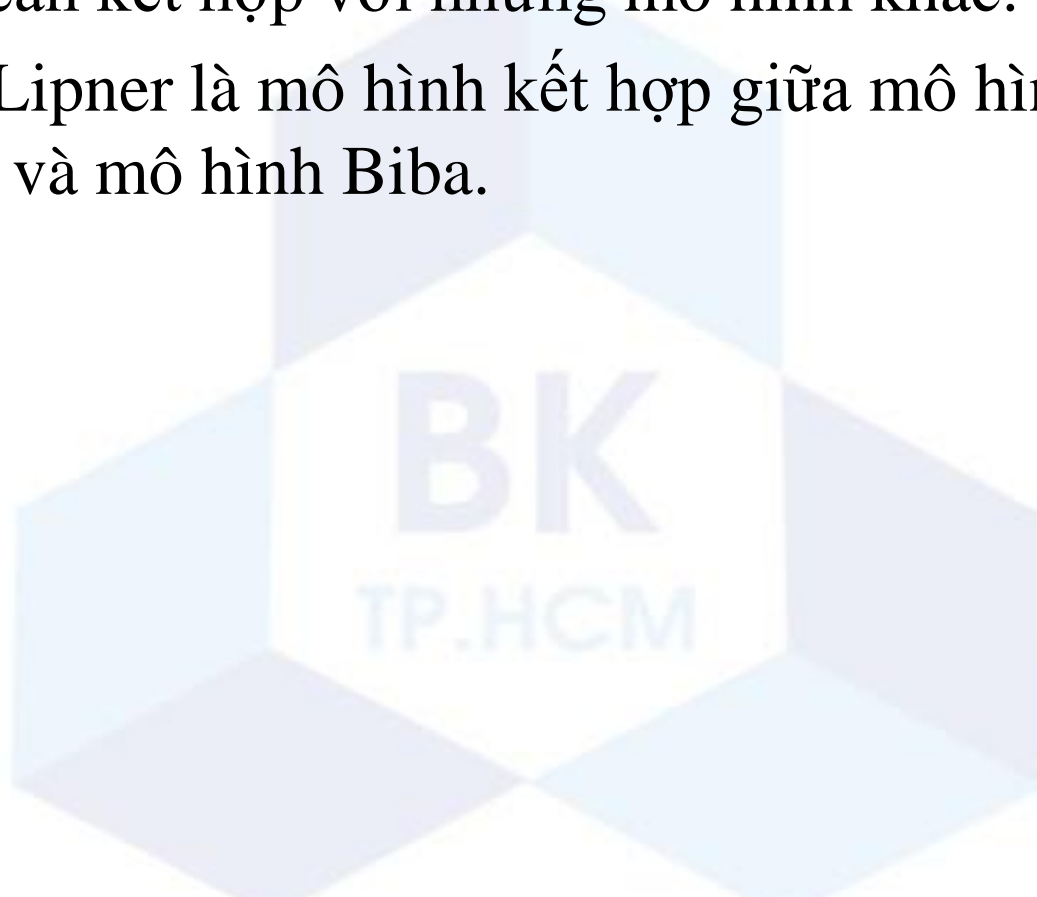 kết hợp với những mô hình khác.
Lipner là mô hình kết hợp giữa mô
và mô hình Biba.
BK
TP.HCM